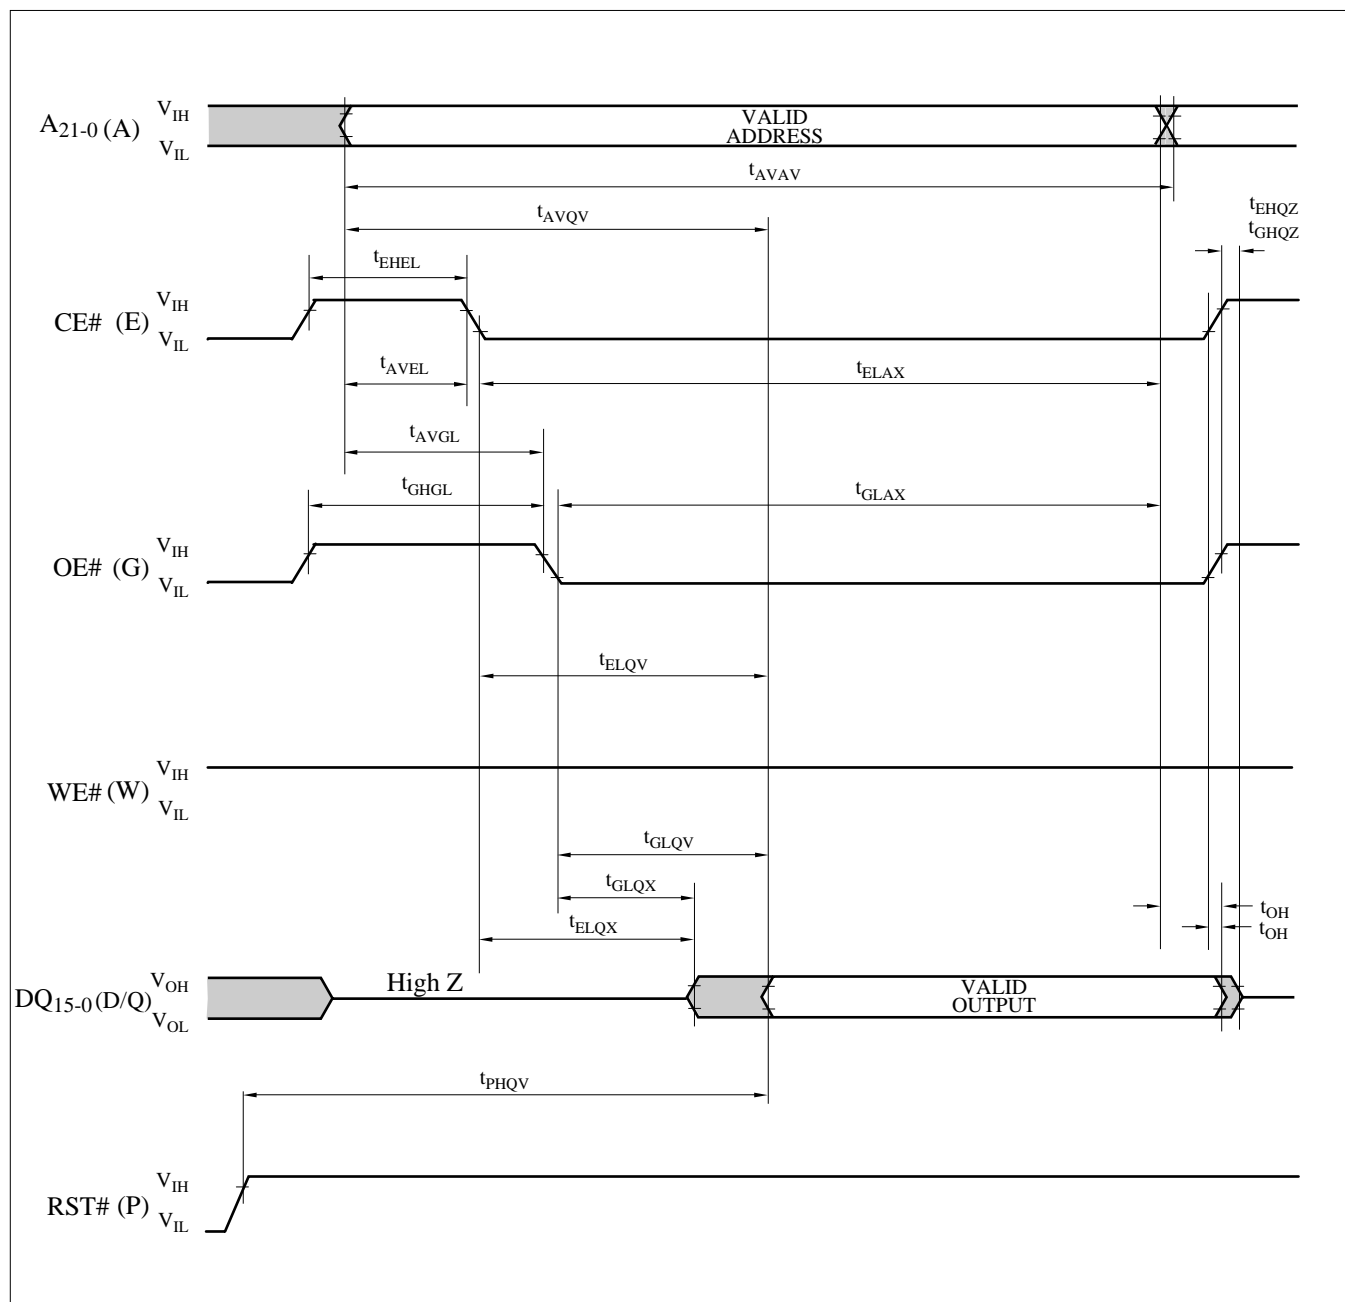 A21-0 (A)
VIH
VIL
VALID
ADDRESS
tAVAV
tAVQV
tEHQZ
tGHQZ
tEHEL
CE# (E)
VIH
VIL
tAVEL
tELAX
tAVGL
tGHGL
tGLAX
OE# (G)
VIH
VIL
tELQV
WE# (W)
VIH
VIL
tGLQV
tGLQX
tOH
tELQX
tOH
DQ15-0 (D/Q)
VOH
VOL
High Z
VALID
OUTPUT
tPHQV
RST# (P)
VIH
VIL